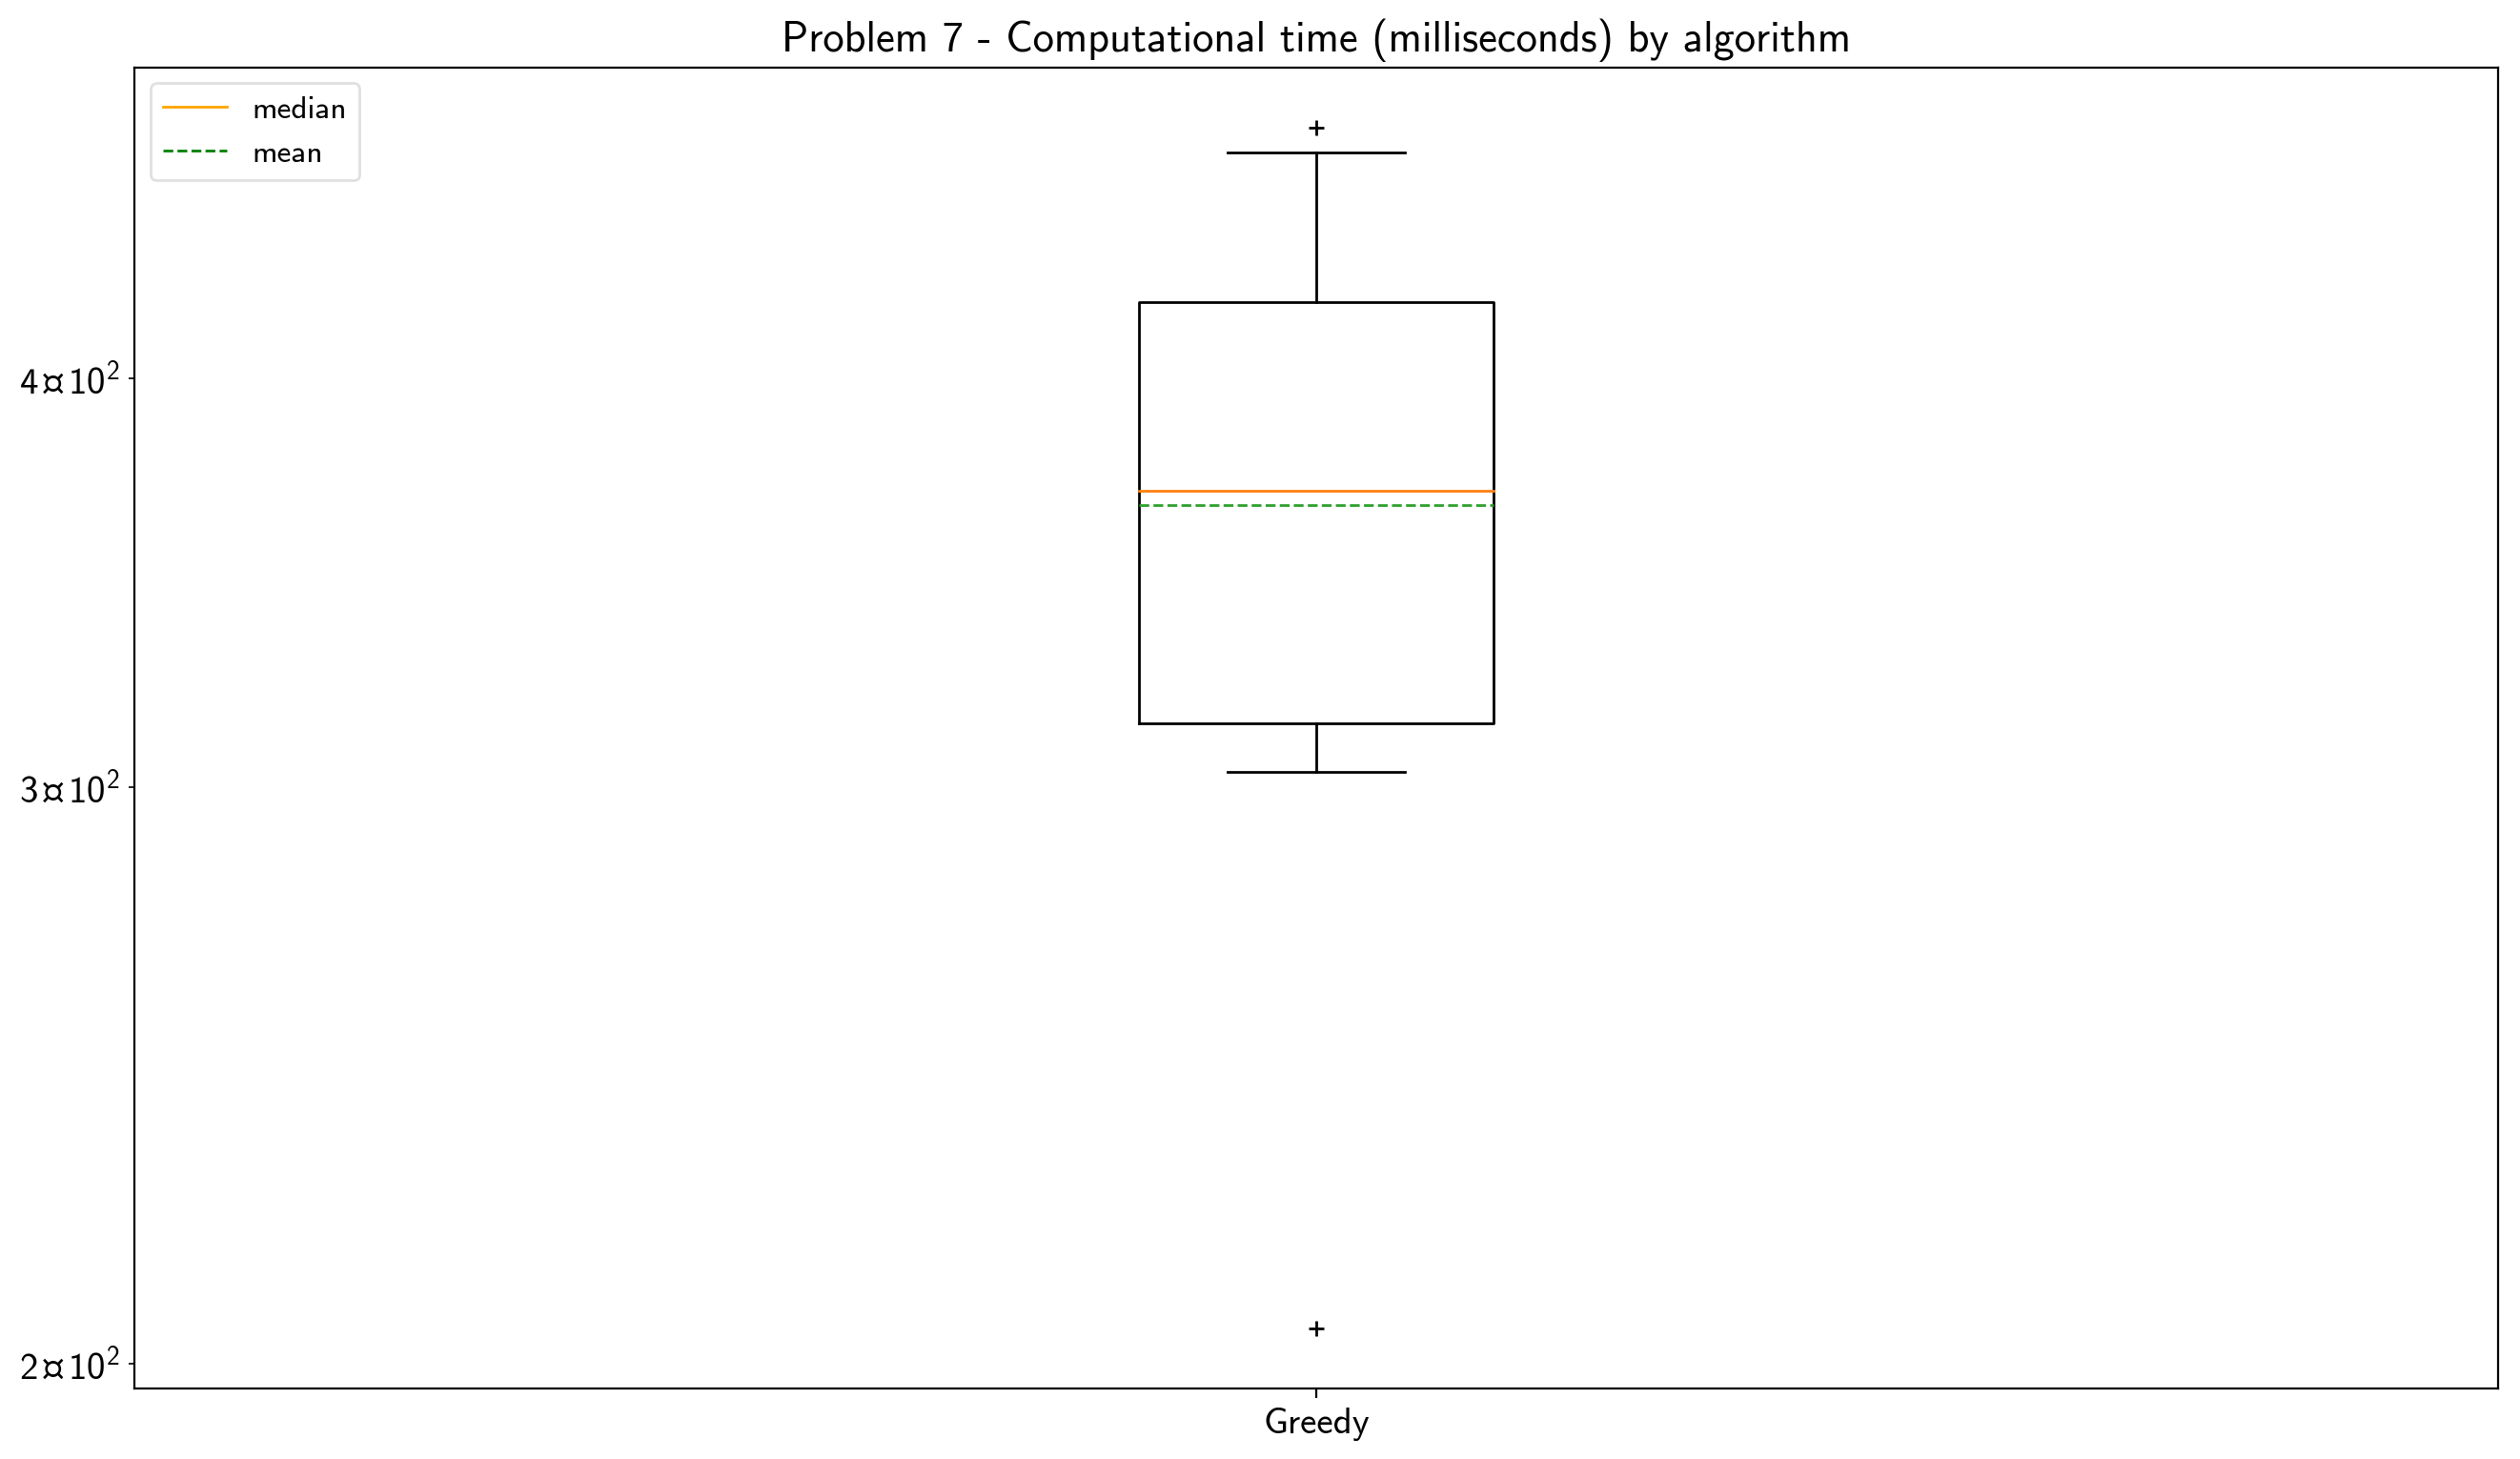 Problem 7 - Computational time (milliseconds) by algorithm
median
mean
4¤10²
3¤10²
2¤10²
Greedy